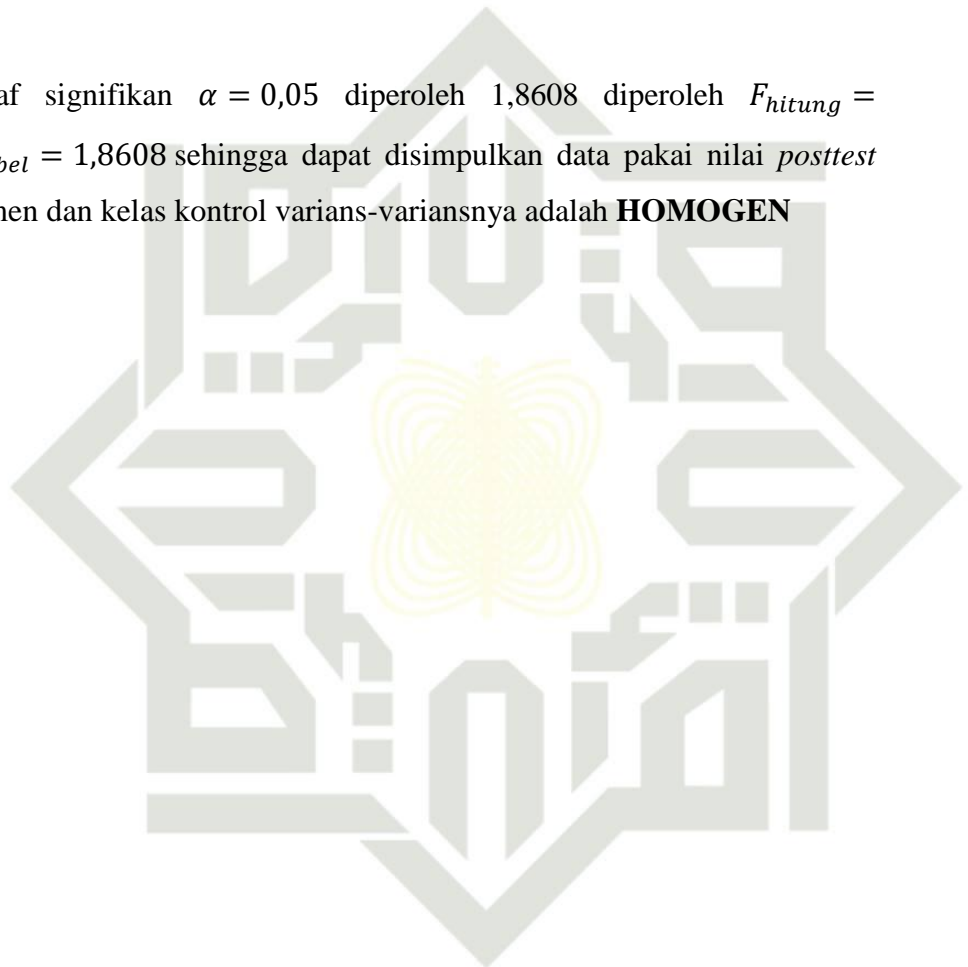 af signifikan α = 0,05 diperoleh 1,8608 diperoleh F_hitung =
bel = 1,8608 sehingga dapat disimpulkan data pakai nilai posttest
nen dan kelas kontrol varians-variansnya adalah HOMOGEN